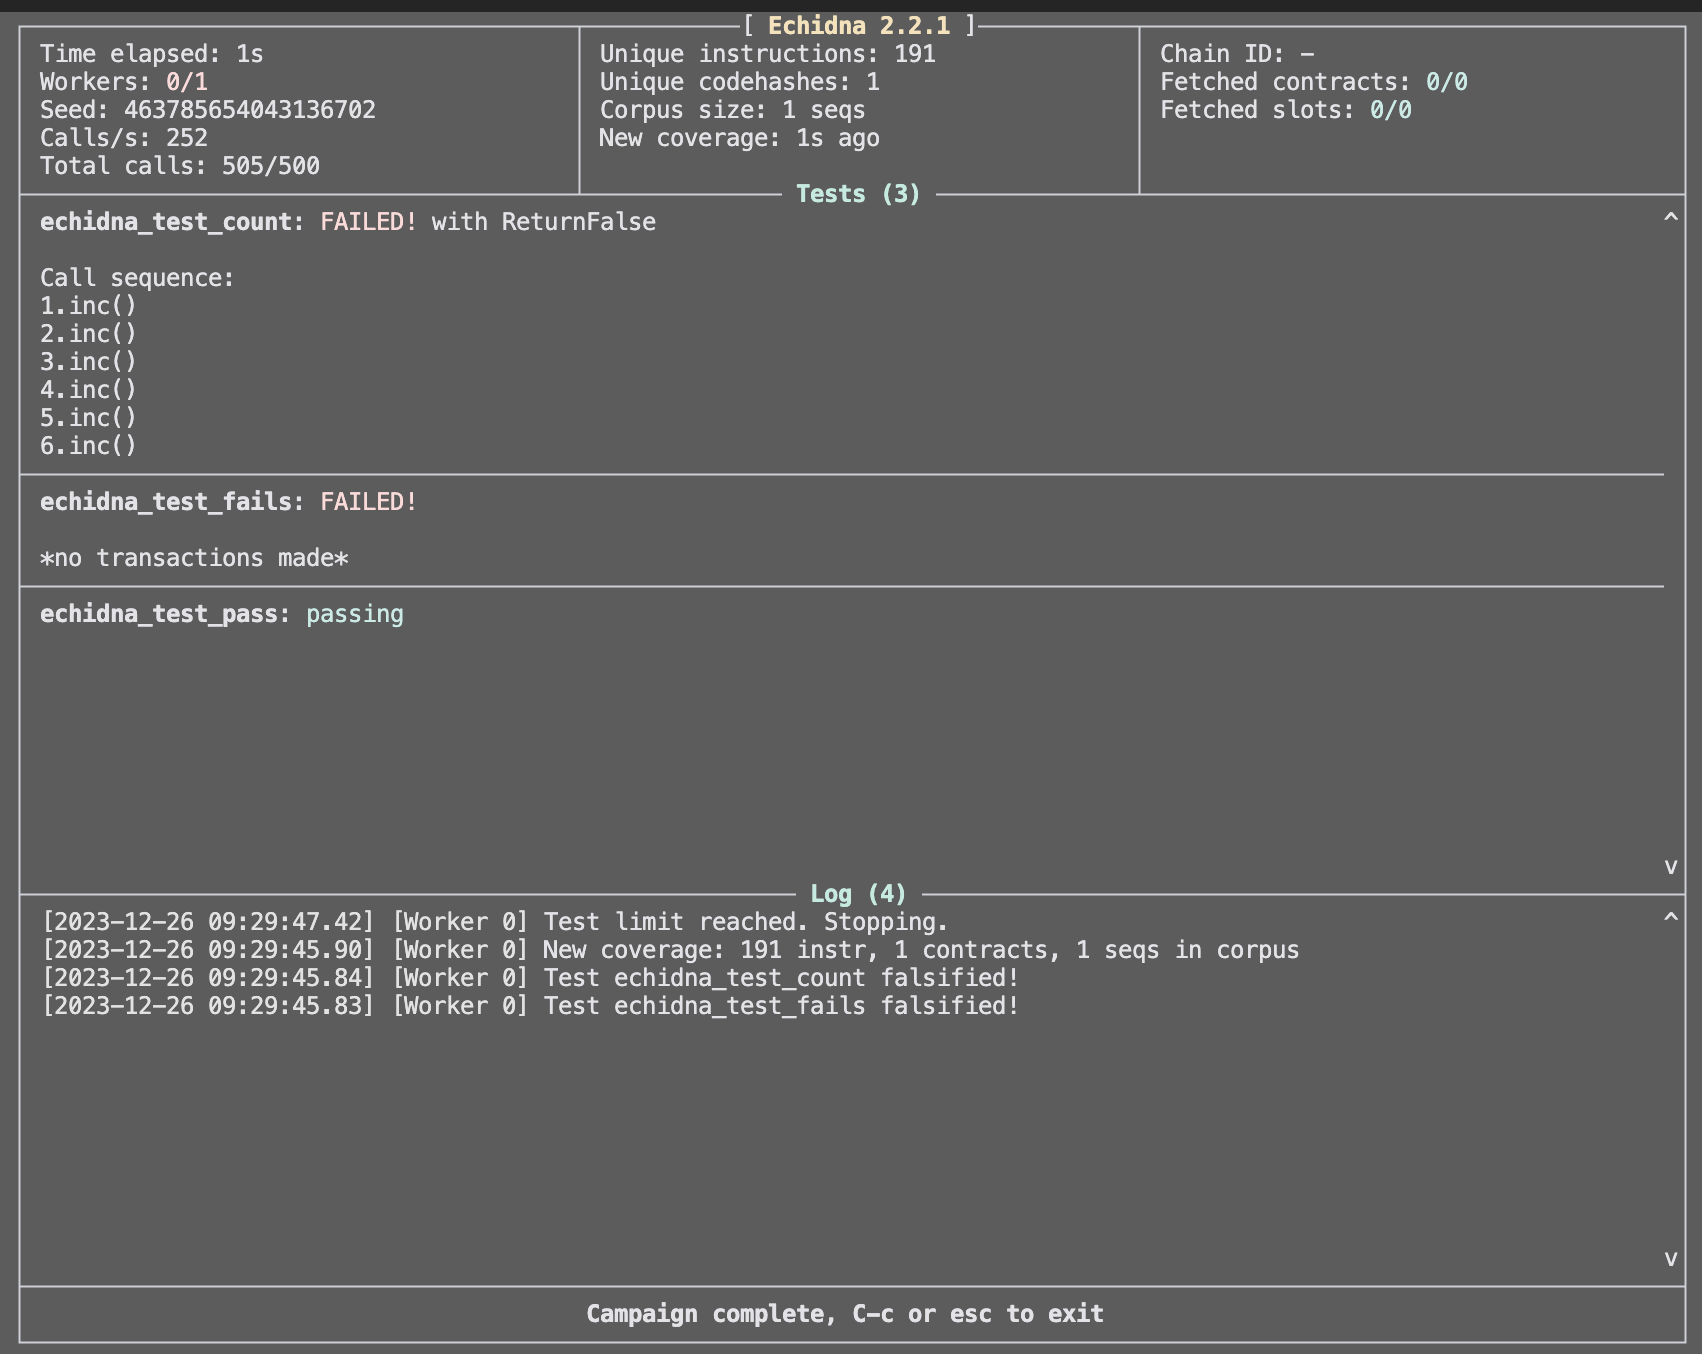 [ Echidna 2.2.1 ]
Time elapsed: 1s
Workers: 0/1
Seed: 463785654043136702
Calls/s: 252
Total calls: 505/500
Unique instructions: 191
Unique codehashes: 1
Corpus size: 1 seqs
New coverage: 1s ago
Chain ID: -
Fetched contracts: 0/0
Fetched slots: 0/0
Tests (3)
echidna_test_count: FAILED! with ReturnFalse
^
Call sequence:
1.inc()
2.inc()
3.inc()
4.inc()
5.inc()
6.inc()
echidna_test_fails: FAILED!
*no transactions made*
echidna_test_pass: passing
v
Log (4)
[2023-12-26 09:29:47.42] [Worker 0] Test limit reached. Stopping.
^
[2023-12-26 09:29:45.90] [Worker 0] New coverage: 191 instr, 1 contracts, 1 seqs in corpus
[2023-12-26 09:29:45.84] [Worker 0] Test echidna_test_count falsified!
[2023-12-26 09:29:45.83] [Worker 0] Test echidna_test_fails falsified!
v
Campaign complete, C-c or esc to exit